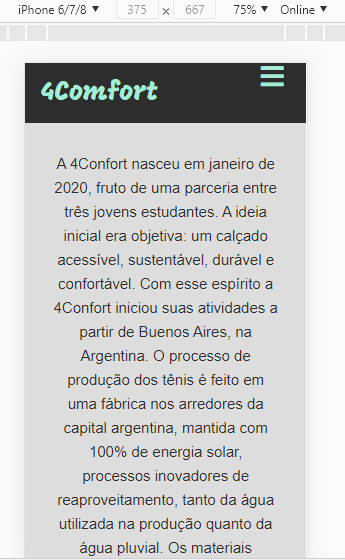 iPhone 6/7/8 ▼ 375 × 667 75% ▼ Online ▼
4Comfort
A 4Confort nasceu em janeiro de
2020, fruto de uma parceria entre
três jovens estudantes. A ideia
inicial era objetiva: um calçado
acessível, sustentável, durável e
confortável. Com esse espírito a
4Confort iniciou suas atividades a
partir de Buenos Aires, na
Argentina. O processo de
produção dos tênis é feito em
uma fábrica nos arredores da
capital argentina, mantida com
100% de energia solar,
processos inovadores de
reaproveitamento, tanto da água
utilizada na produção quanto da
água pluvial. Os materiais